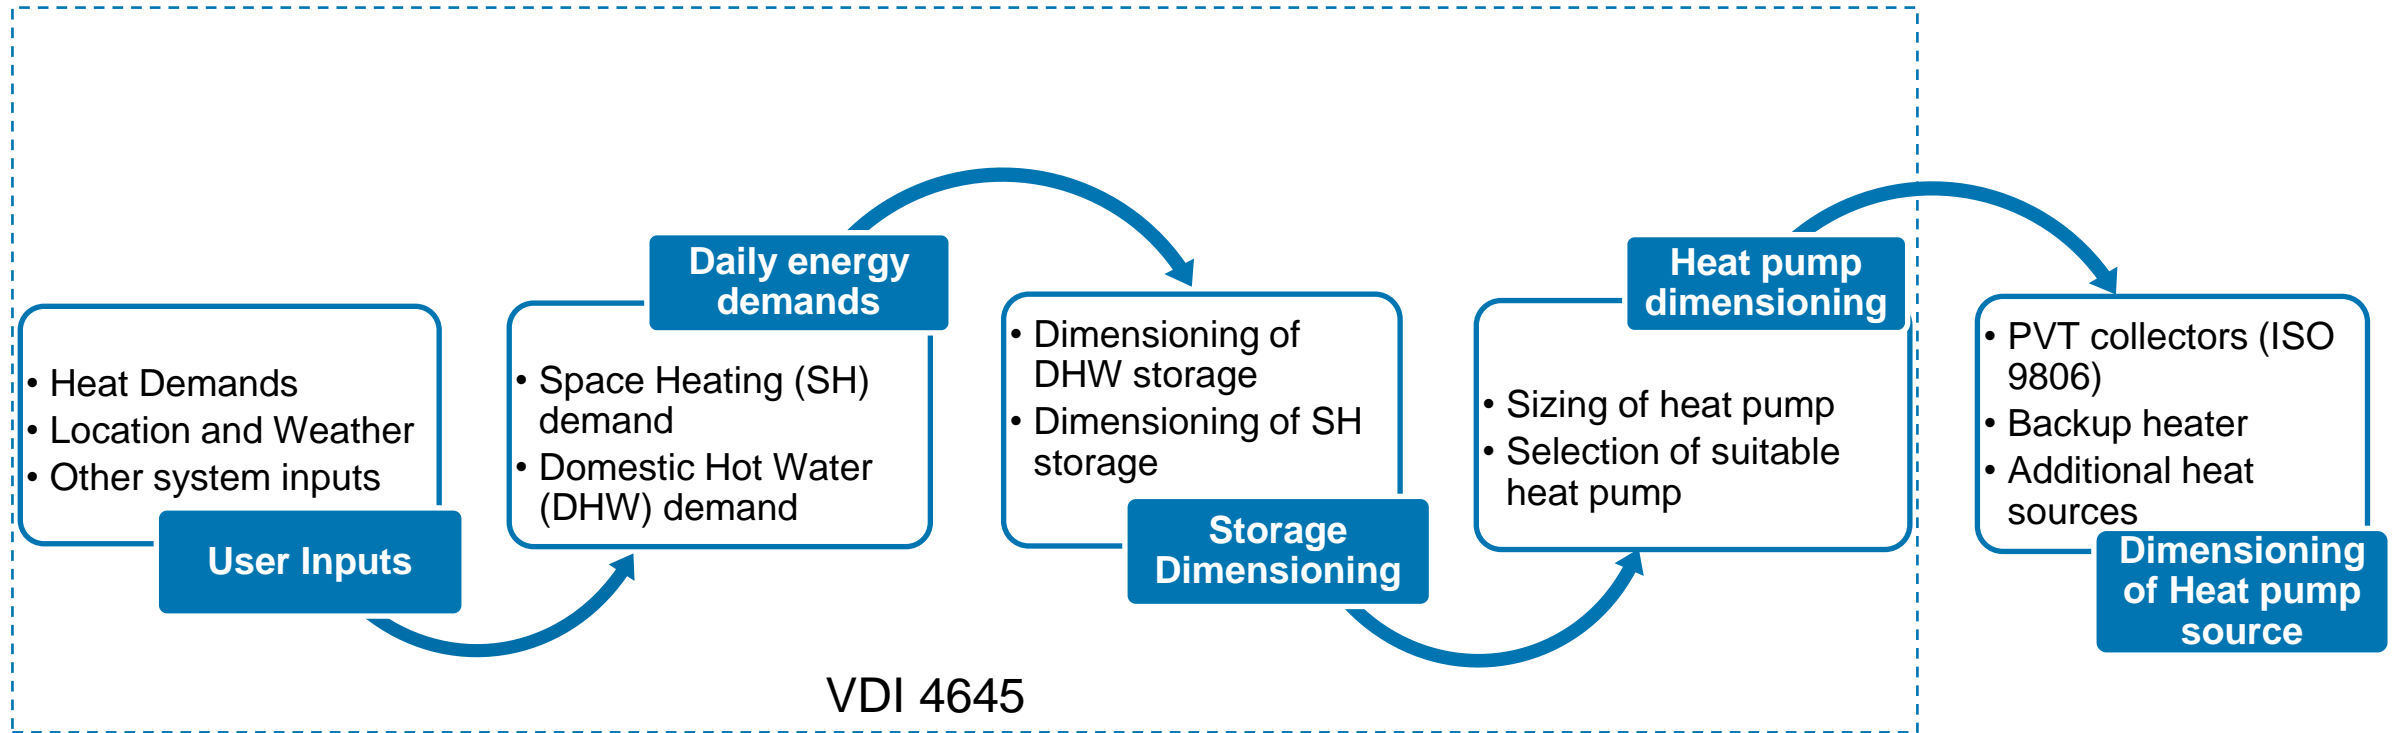 • Heat Demands
• Location and Weather
• Other system inputs
User Inputs
Daily energy
demands
• Space Heating (SH)
demand
• Domestic Hot Water
(DHW) demand
• Dimensioning of
DHW storage
• Dimensioning of SH
storage
Storage
Dimensioning
Heat pump
dimensioning
• Sizing of heat pump
• Selection of suitable
heat pump
• PVT collectors (ISO
9806)
• Backup heater
• Additional heat
sources
Dimensioning
of Heat pump
source
VDI 4645